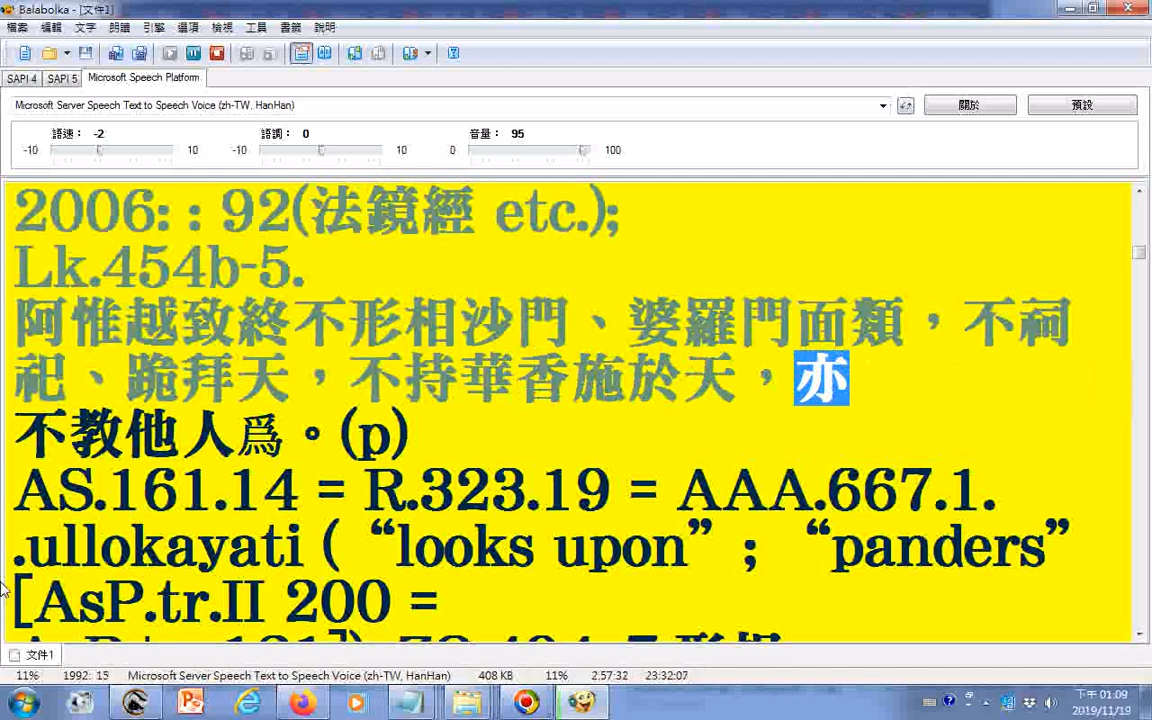 Balabolka - [文件1]
檔案 編輯 文字 朗讀 引擎 選項 檢視 工具 書籤 說明
SAPI 4 SAPI 5 Microsoft Speech Platform
Microsoft Server Speech Text to Speech Voice (zh-TW, HanHan)
關於 預設
語速： -2 語調： 0 音量： 95
-10 10 -10 10 0 100
2006: : 92(法鏡經 etc.);
Lk.454b-5.
阿惟越致終不形相沙門、婆羅門面類，不祠
祀、跪拜天，不持華香施於天，亦
不教他人爲。(p)
AS.161.14 = R.323.19 = AAA.667.1.
.ullokayati (“looks upon”；“panders”
[AsP.tr.II 200 =
文件1
11% 1992: 15 Microsoft Server Speech Text to Speech Voice (zh-TW, HanHan) 408 KB 11% 2:57:32 23:32:07
下午 01:09
2019/11/19